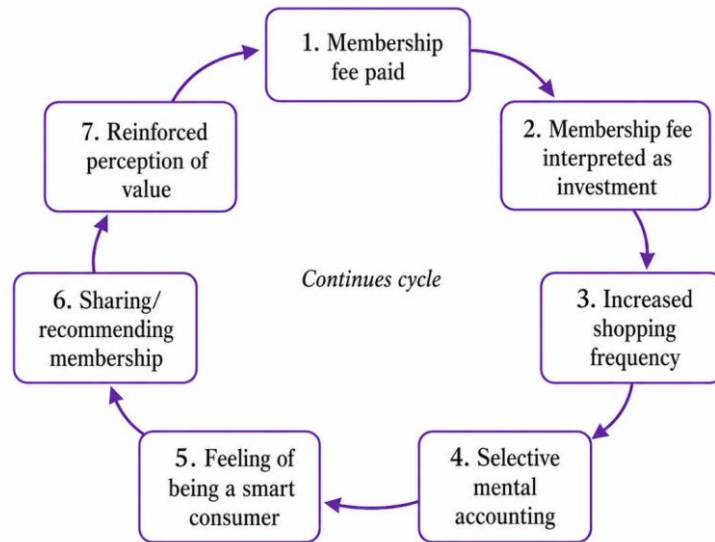 1. Membership
fee paid
2. Membership fee
interpreted as
investment
3. Increased
shopping
frequency
4. Selective
mental
accounting
5. Feeling of
being a smart
consumer
6. Sharing/
recommending
membership
7. Reinforced
perception of
value
Continues cycle